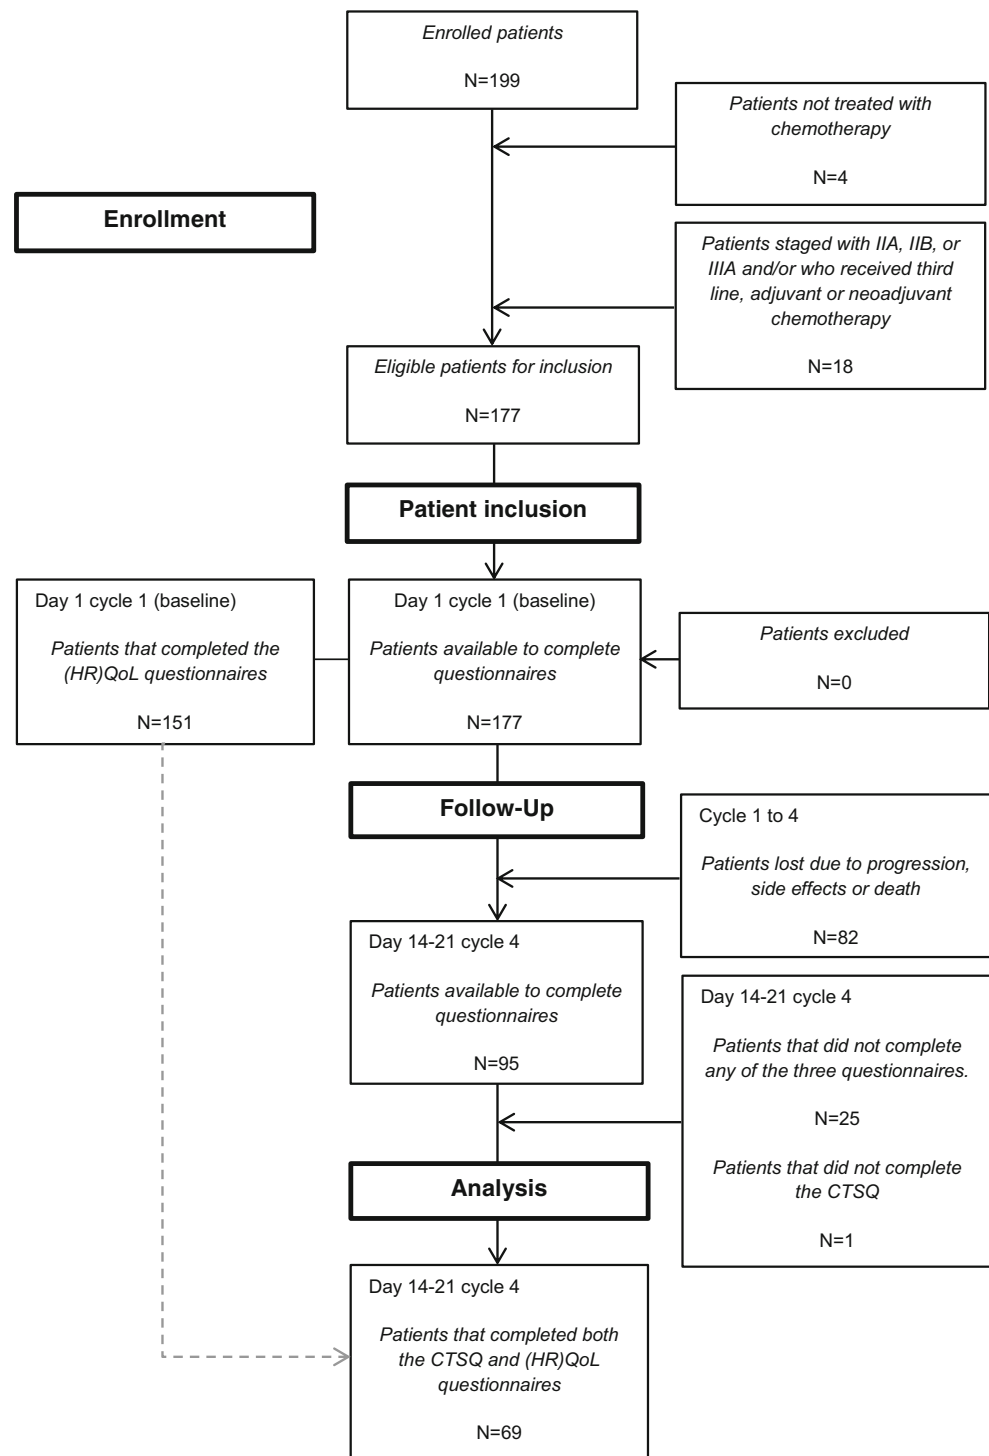 Enrolled patients
N=199
Patients not treated with
chemotherapy
N=4
Enrollment
Patients staged with IIA, IIB, or
IIIA and/or who received third
line, adjuvant or neoadjuvant
chemotherapy
N=18
Eligible patients for inclusion
N=177
Patient inclusion
Day 1 cycle 1 (baseline)
Patients that completed the
(HR)QoL questionnaires
N=151
Day 1 cycle 1 (baseline)
Patients available to complete
questionnaires
N=177
Patients excluded
N=0
Follow-Up
Cycle 1 to 4
Patients lost due to progression,
side effects or death
N=82
Day 14-21 cycle 4
Patients available to complete
questionnaires
N=95
Day 14-21 cycle 4
Patients that did not complete
any of the three questionnaires.
N=25
Patients that did not complete
the CTSQ
N=1
Analysis
Day 14-21 cycle 4
Patients that completed both
the CTSQ and (HR)QoL
questionnaires
N=69